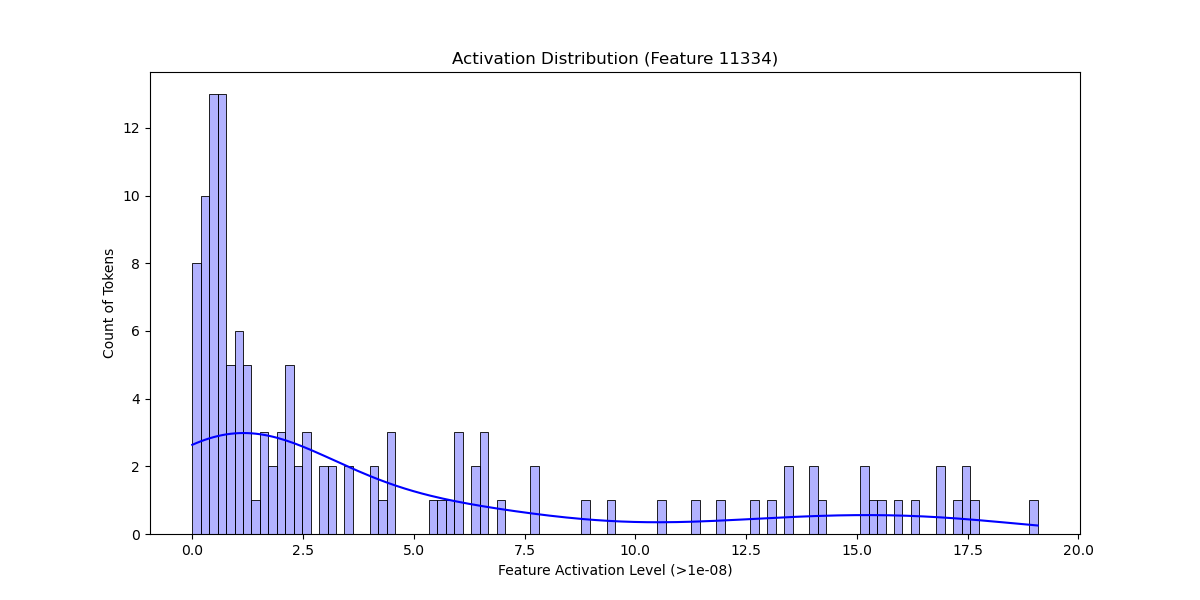 Activation Distribution (Feature 11334)
Count of Tokens
12
10
8
6
4
2
0
0.0 2.5 5.0 7.5 10.0 12.5 15.0 17.5 20.0
Feature Activation Level (>1e-08)